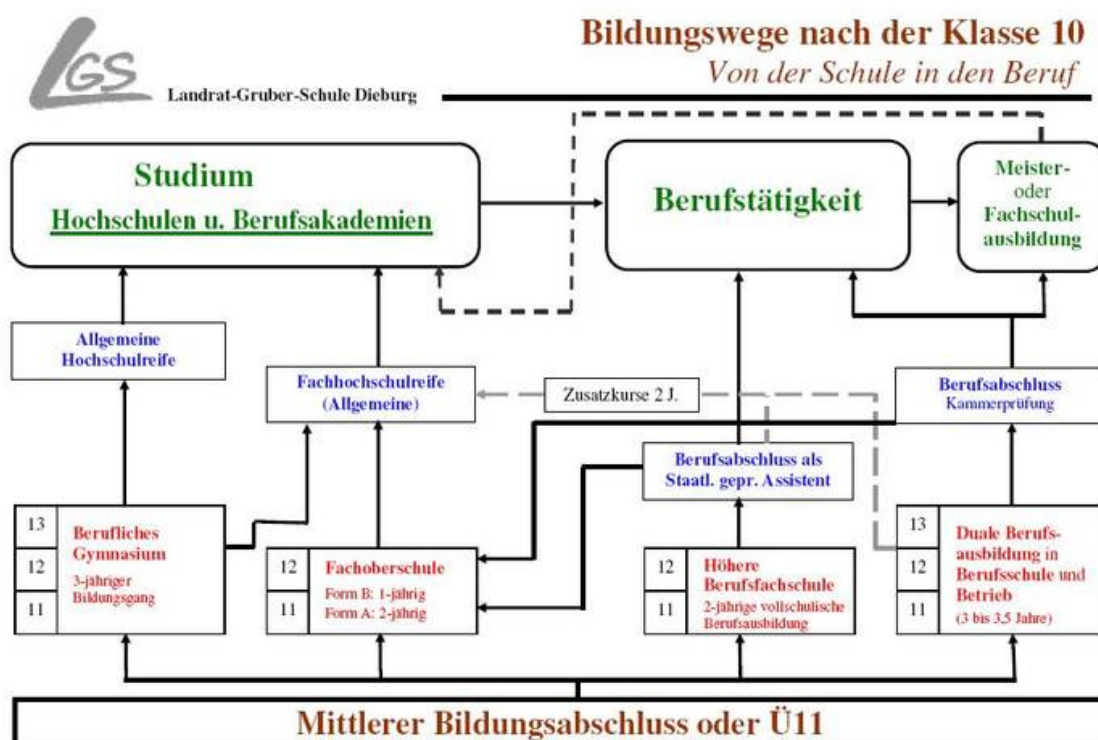 LGS
Landrat-Gruber-Schule Dieburg
Bildungswege nach der Klasse 10
Von der Schule in den Beruf
Studium
Hochschulen u. Berufsakademien
Berufstätigkeit
Meister-
oder
Fachschul-
ausbildung
Allgemeine
Hochschulreife
Fachhochschulreife
(Allgemeine)
Zusatzkurse 2 J.
Berufsabschluss
Kammerprüfung
Berufsabschluss als
Staatl. gepr. Assistent
13
12
11
Berufliches
Gymnasium
3-jähriger
Bildungsgang
12
11
Fachoberschule
Form B: 1-jährig
Form A: 2-jährig
12
11
Höhere
Berufsfachschule
2-jährige vollschulische
Berufsausbildung
13
12
11
Duale Berufs-
ausbildung in
Berufsschule und
Betrieb
(3 bis 3,5 Jahre)
Mittlerer Bildungsabschluss oder Ü11